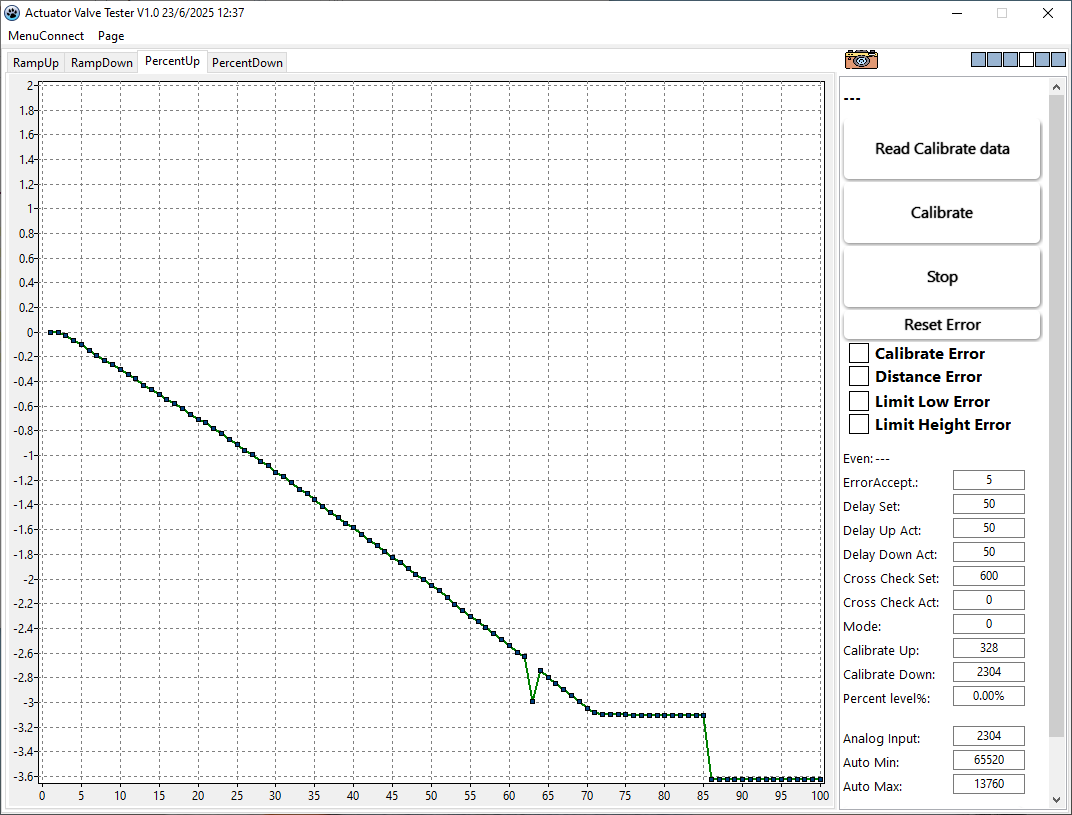 Actuator Valve Tester V1.0 23/6/2025 12:37
MenuConnect Page
RampUp RampDown PercentUp PercentDown
2
1.8
1.6
1.4
1.2
1
0.8
0.6
0.4
0.2
0
-0.2
-0.4
-0.6
-0.8
-1
-1.2
-1.4
-1.6
-1.8
-2
-2.2
-2.4
-2.6
-2.8
-3
-3.2
-3.4
-3.6
0 5 10 15 20 25 30 35 40 45 50 55 60 65 70 75 80 85 90 95 100
---
Read Calibrate data
Calibrate
Stop
Reset Error
Calibrate Error
Distance Error
Limit Low Error
Limit Height Error
Even: ---
ErrorAccept.: 5
Delay Set: 50
Delay Up Act: 50
Delay Down Act: 50
Cross Check Set: 600
Cross Check Act: 0
Mode: 0
Calibrate Up: 328
Calibrate Down: 2304
Percent level%: 0.00%
Analog Input: 2304
Auto Min: 65520
Auto Max: 13760